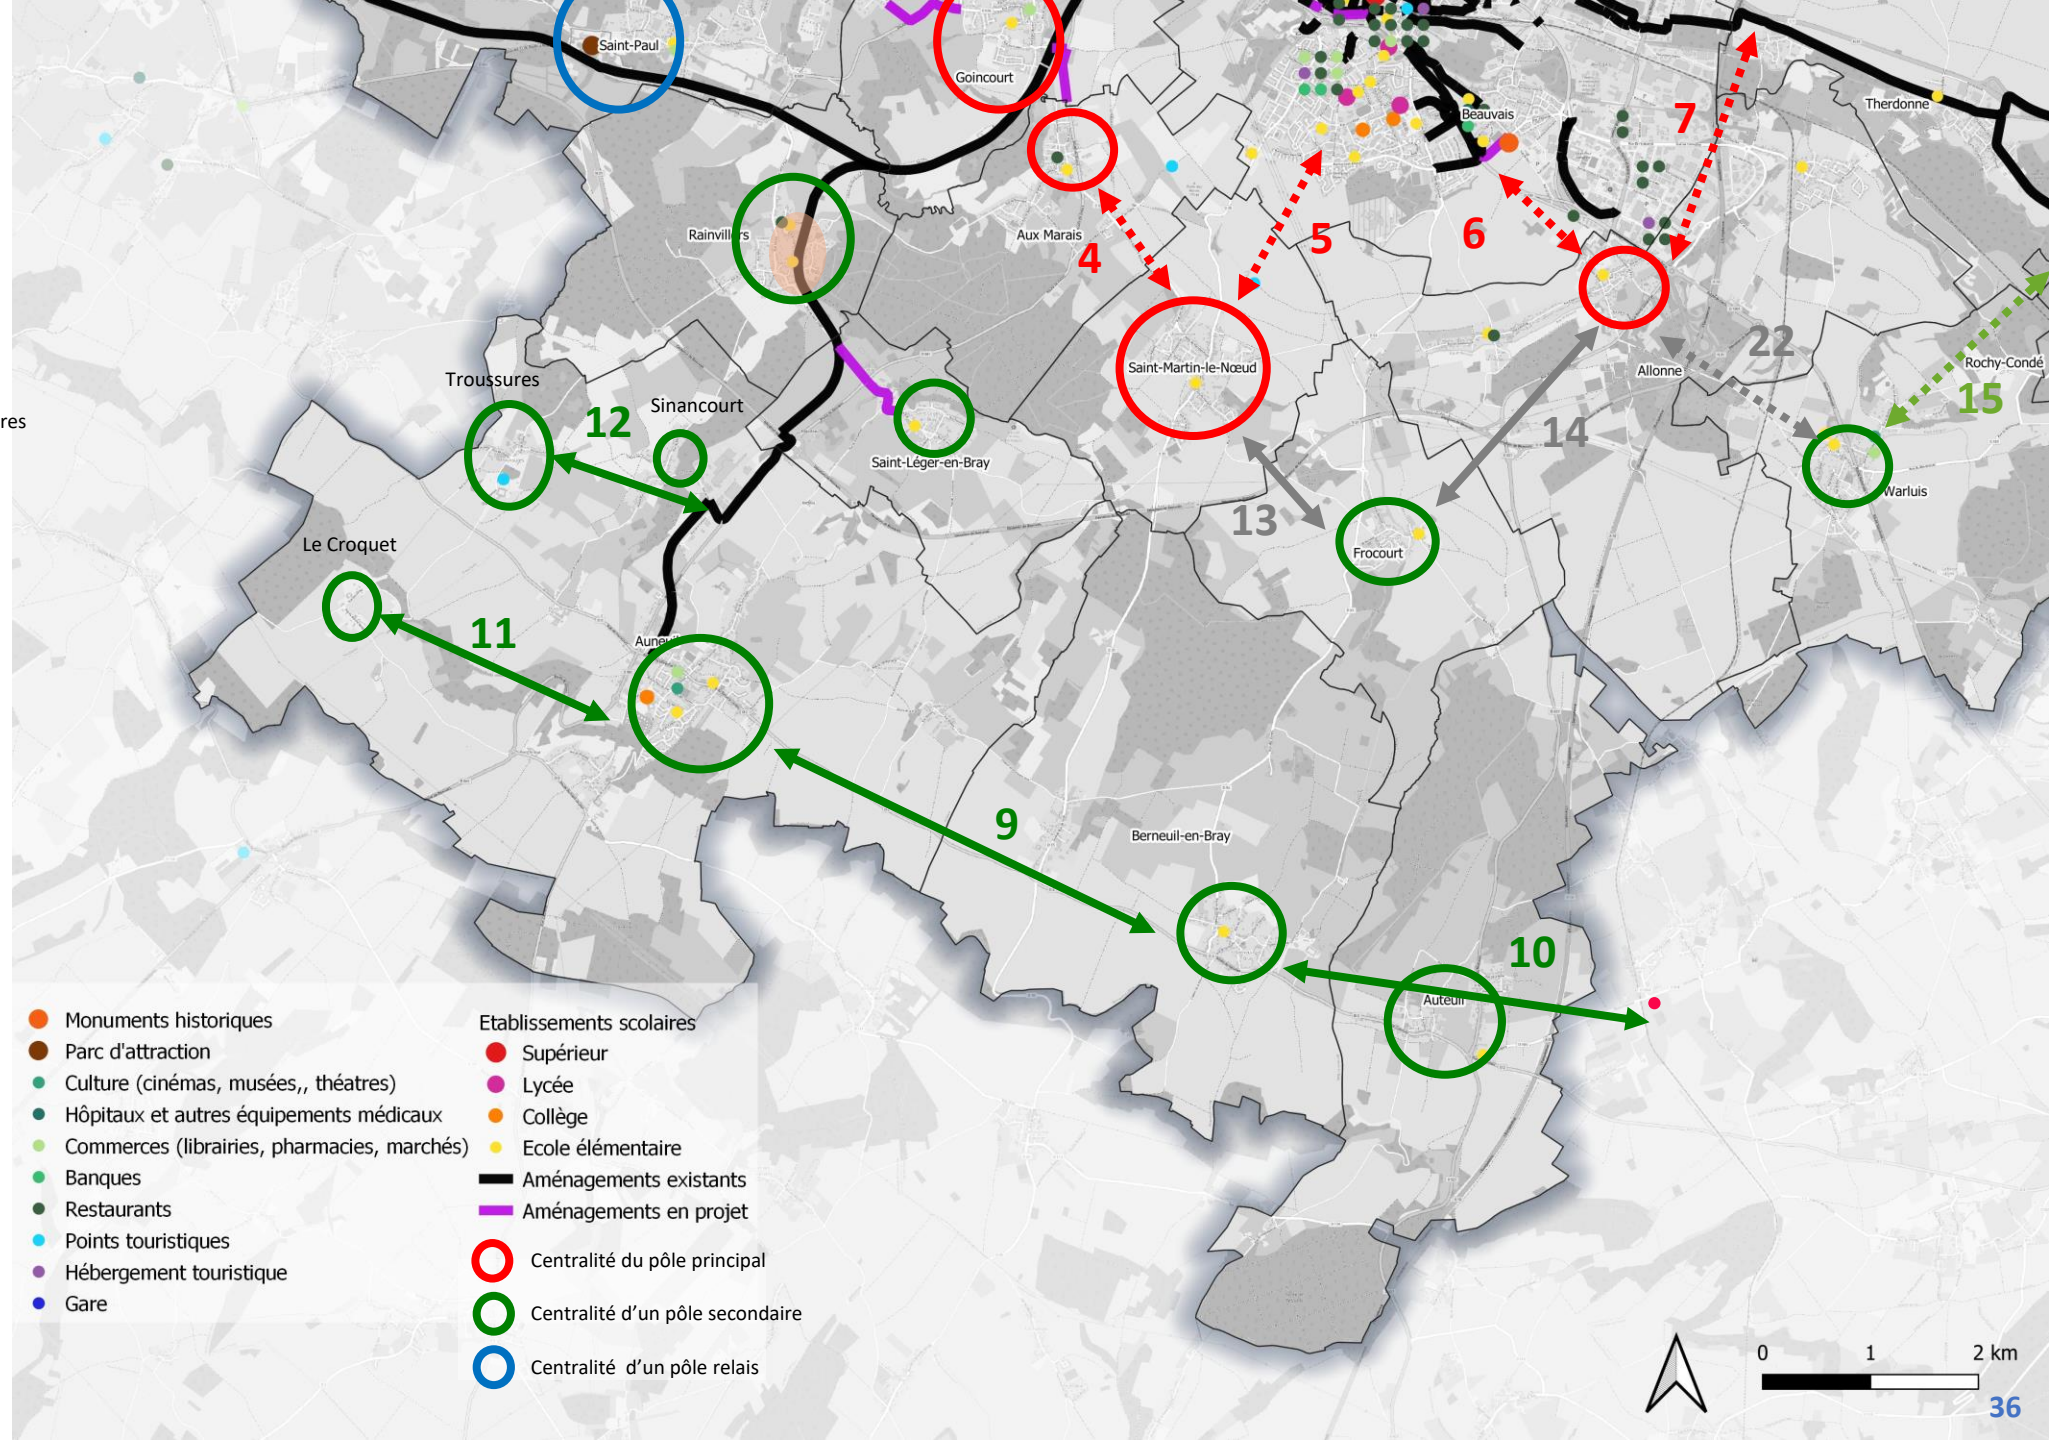 Saint-Paul
Goincourt
Therdonne
Beauvais
7
Rainvillers
Aux Marais
4
5
6
Troussures
12
Sinancourt
res
Saint-Martin-le-Nœud
22
Allonne
Rochy-Condé
15
14
Saint-Léger-en-Bray
Warluis
13
Frocourt
Le Croquet
11
9
Berneuil-en-Bray
10
Auteuil
Monuments historiques
Parc d'attraction
Culture (cinémas, musées,, théatres)
Hôpitaux et autres équipements médicaux
Commerces (librairies, pharmacies, marchés)
Banques
Restaurants
Points touristiques
Hébergement touristique
Gare
Etablissements scolaires
Supérieur
Lycée
Collège
Ecole élémentaire
Aménagements existants
Aménagements en projet
Centralité du pôle principal
Centralité d'un pôle secondaire
Centralité d'un pôle relais
0 1 2 km
36